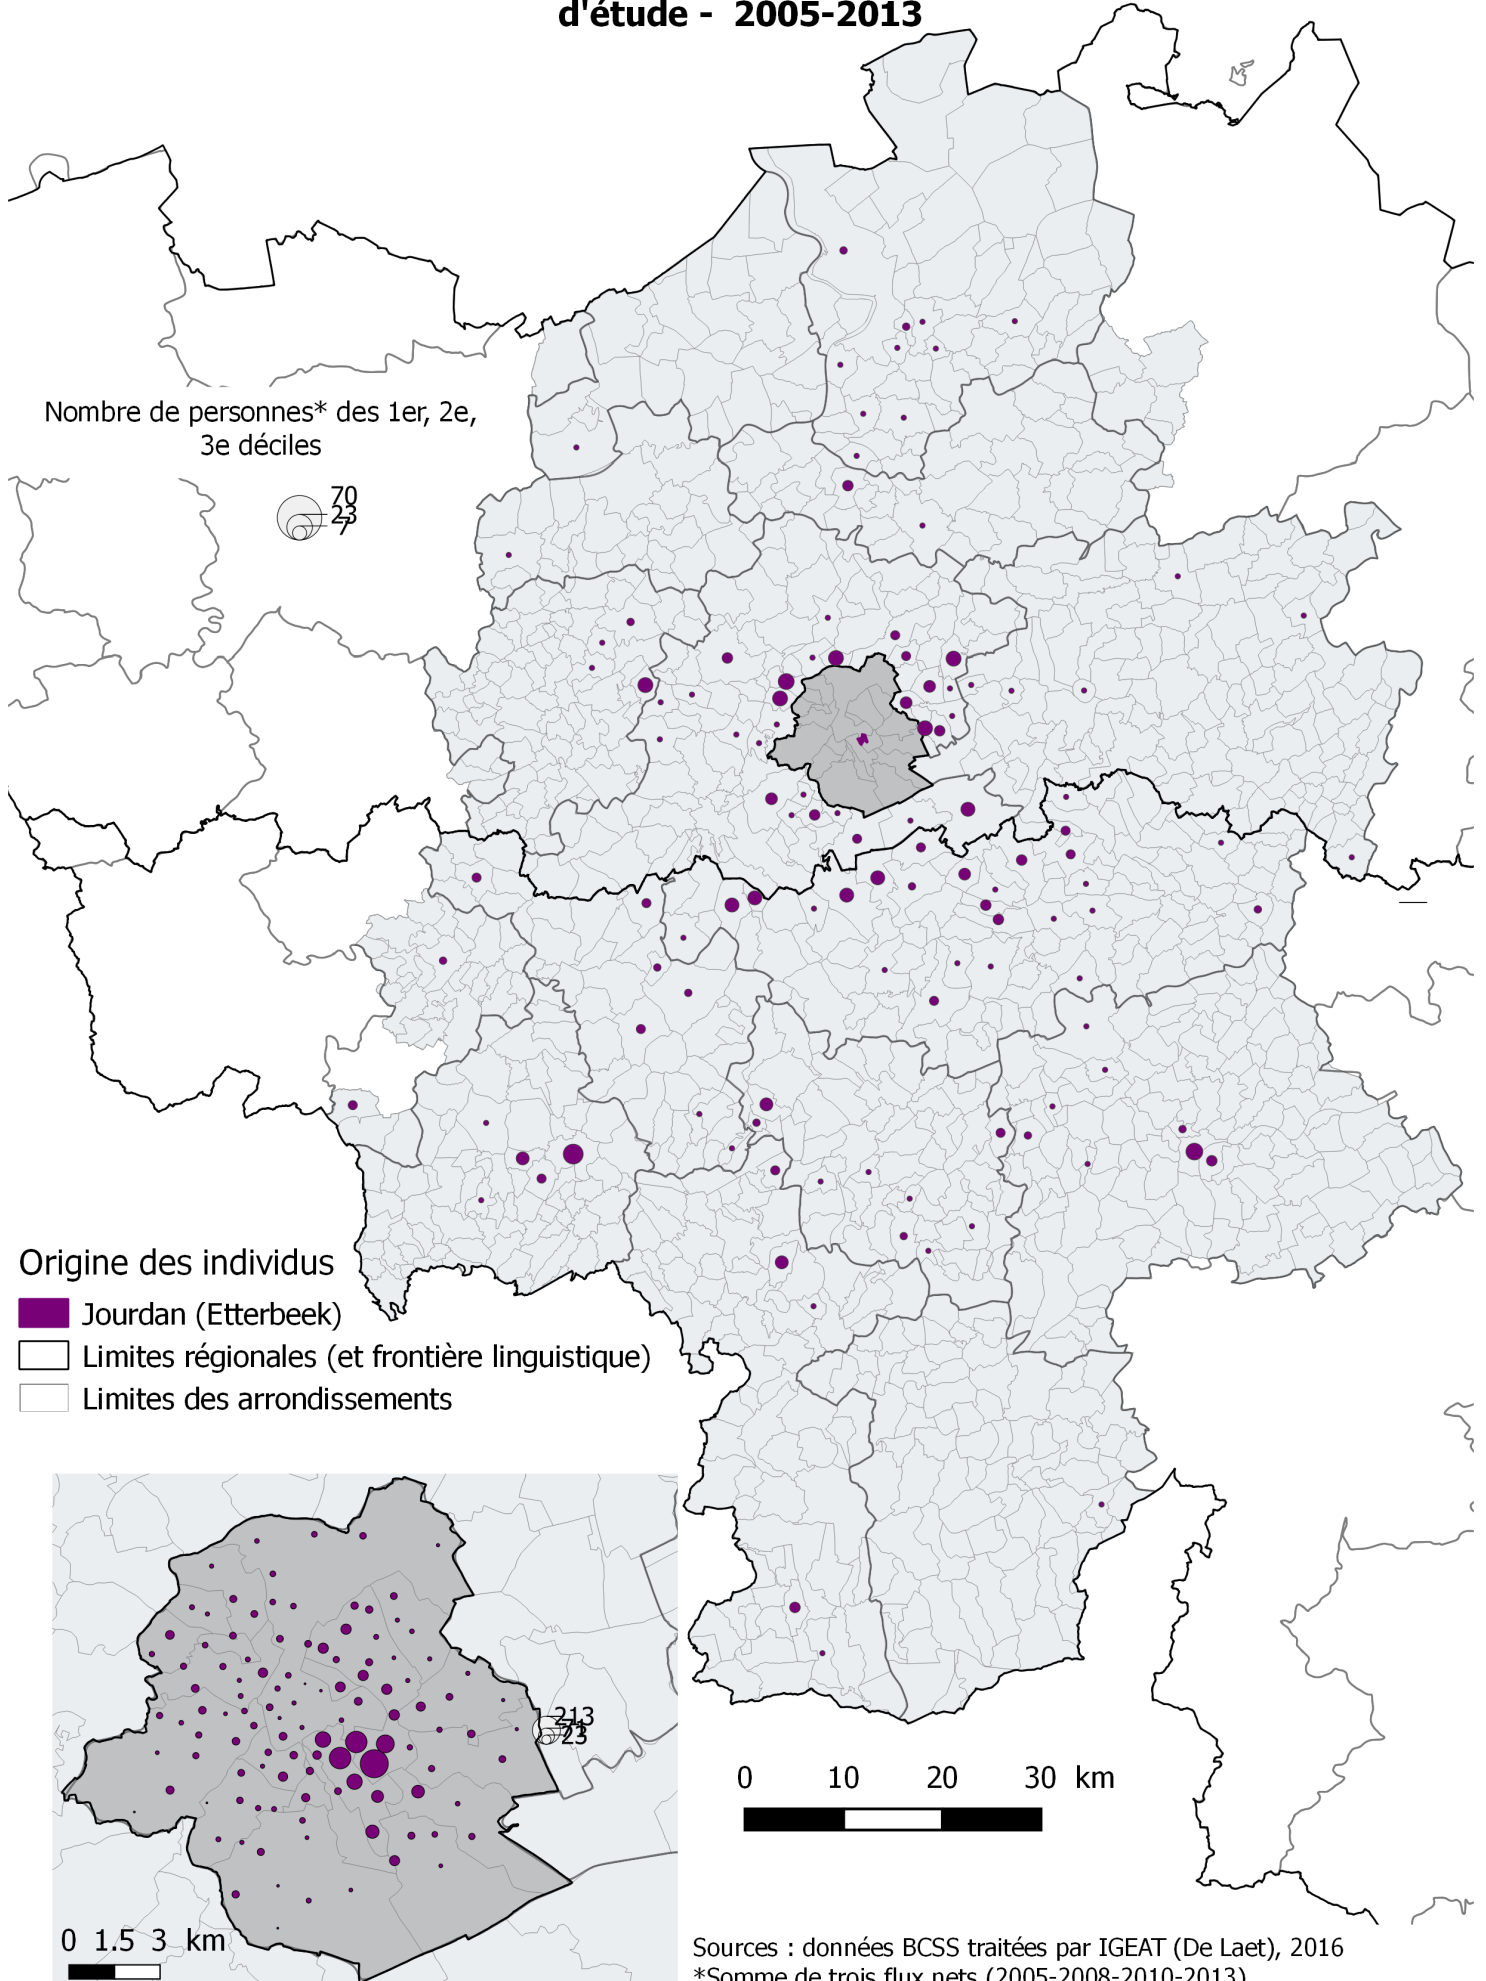 d'étude - 2005-2013
Nombre de personnes* des 1er, 2e,
3e déciles
70
23
7
Origine des individus
Jourdan (Etterbeek)
Limites régionales (et frontière linguistique)
Limites des arrondissements
213
71
23
0 10 20 30 km
0 1.5 3 km
Sources : données BCSS traitées par IGEAT (De Laet), 2016
*Somme de trois flux nets (2005-2008-2010-2013)